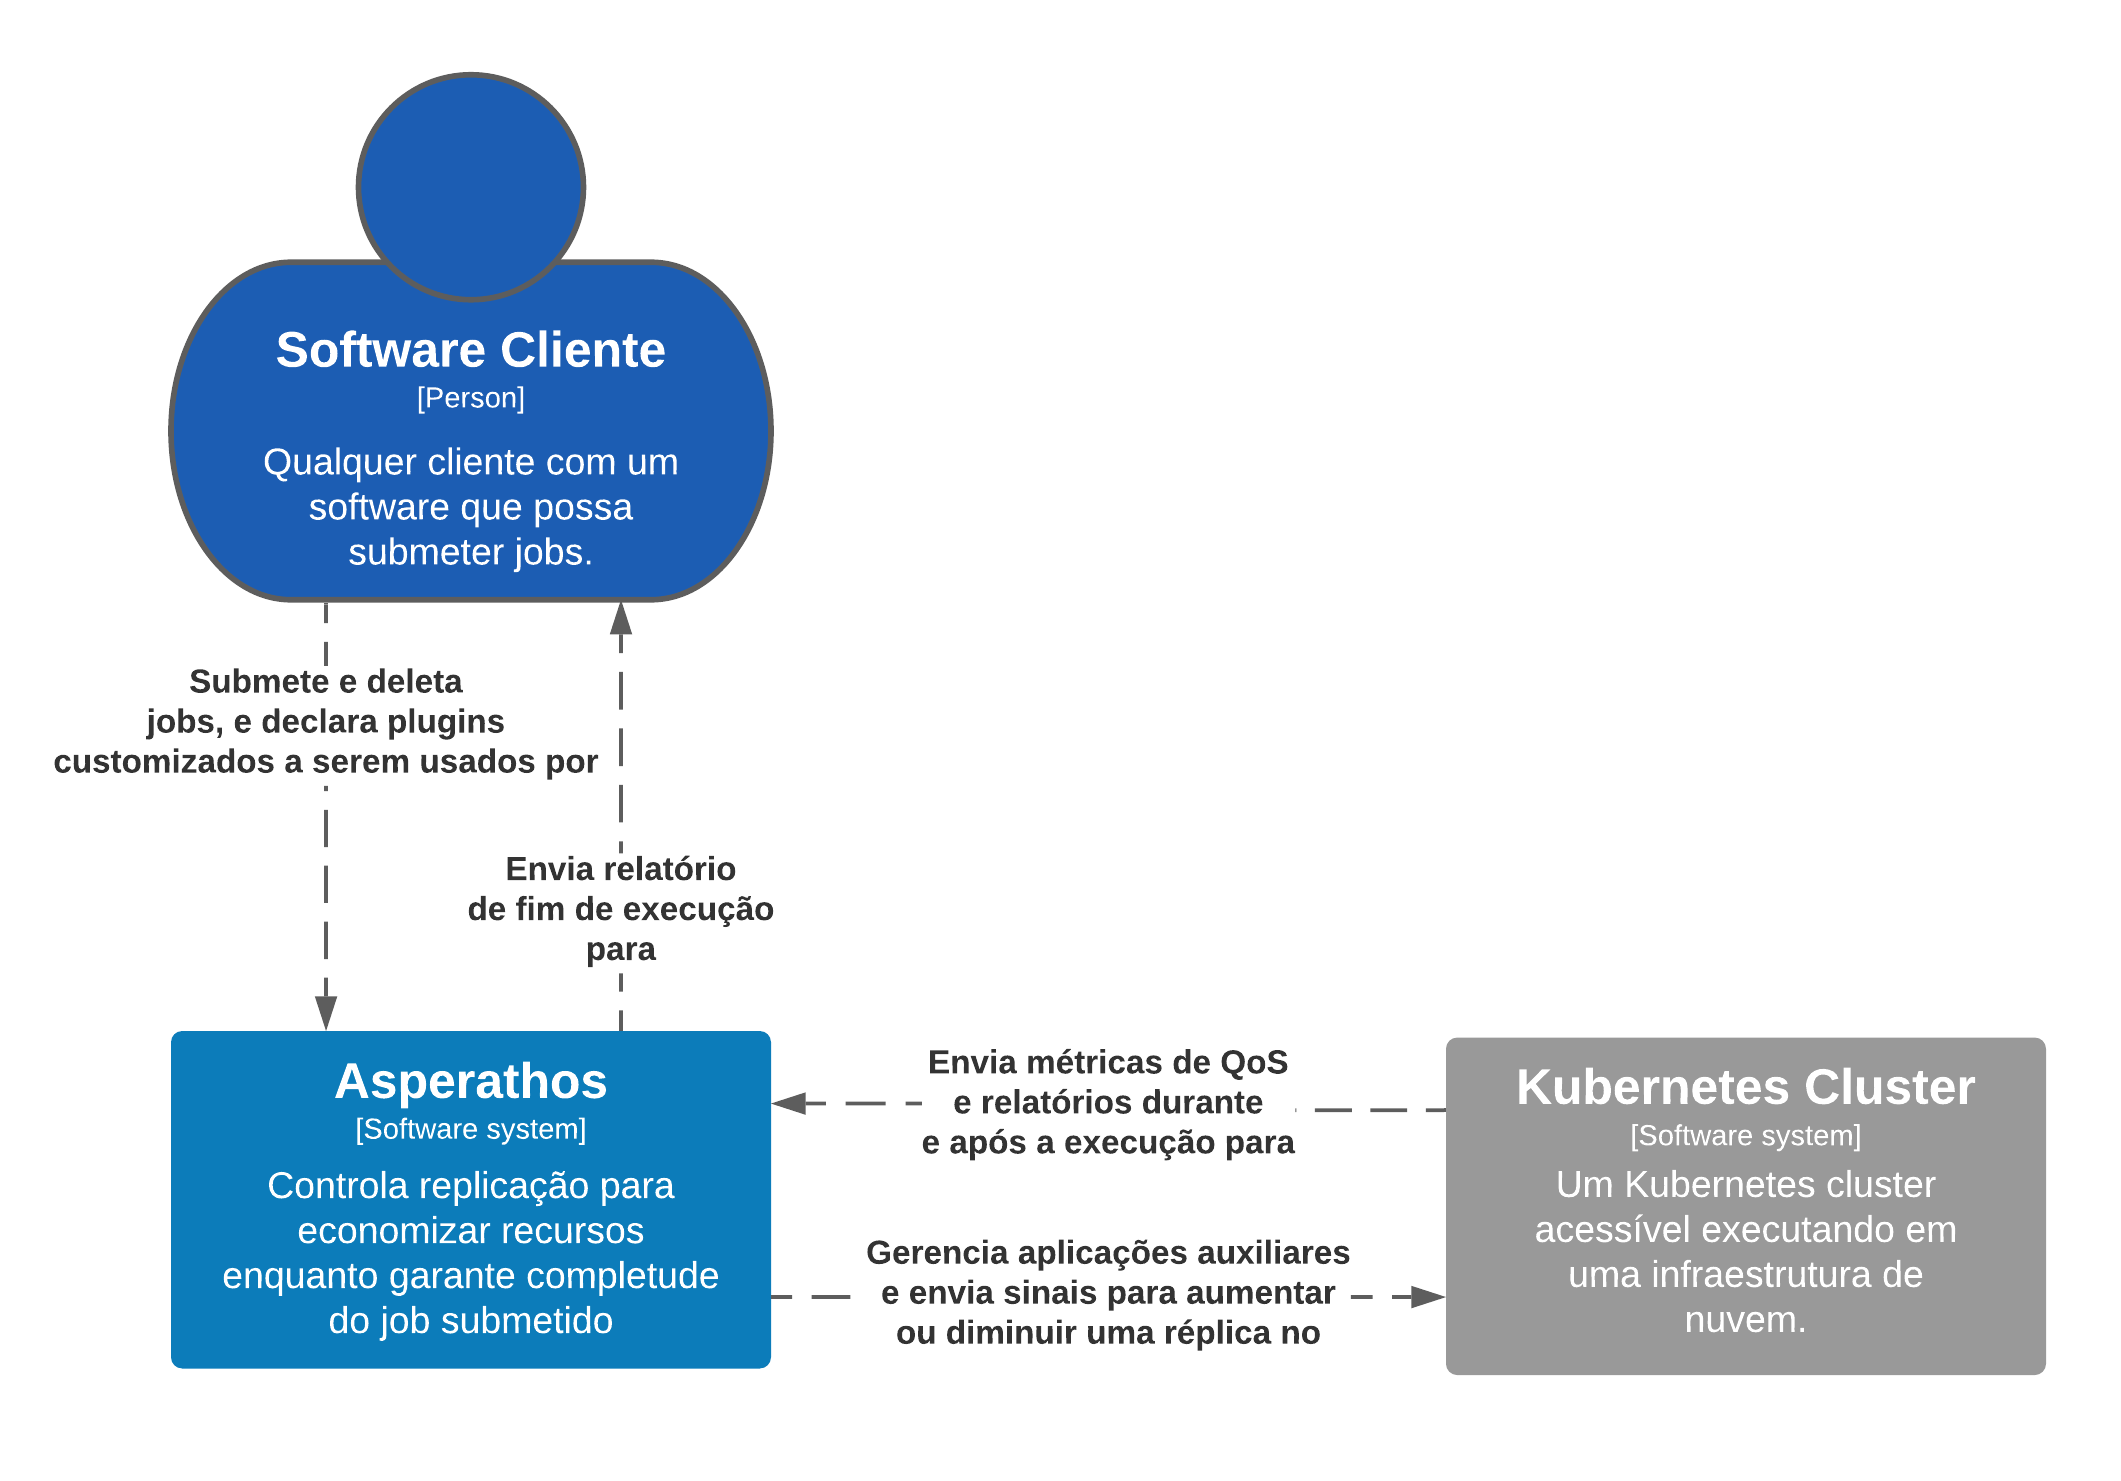 Software Cliente
[Person]
Qualquer cliente com um
software que possa
submeter jobs.
Submete e deleta
jobs, e declara plugins
customizados a serem usados por
Envia relatório
de fim de execução
para
Asperathos
[Software system]
Controla replicação para
economizar recursos
enquanto garante completude
do job submetido
Envia métricas de QoS
e relatórios durante
e após a execução para
Gerencia aplicações auxiliares
e envia sinais para aumentar
ou diminuir uma réplica no
Kubernetes Cluster
[Software system]
Um Kubernetes cluster
acessível executando em
uma infraestrutura de
nuvem.